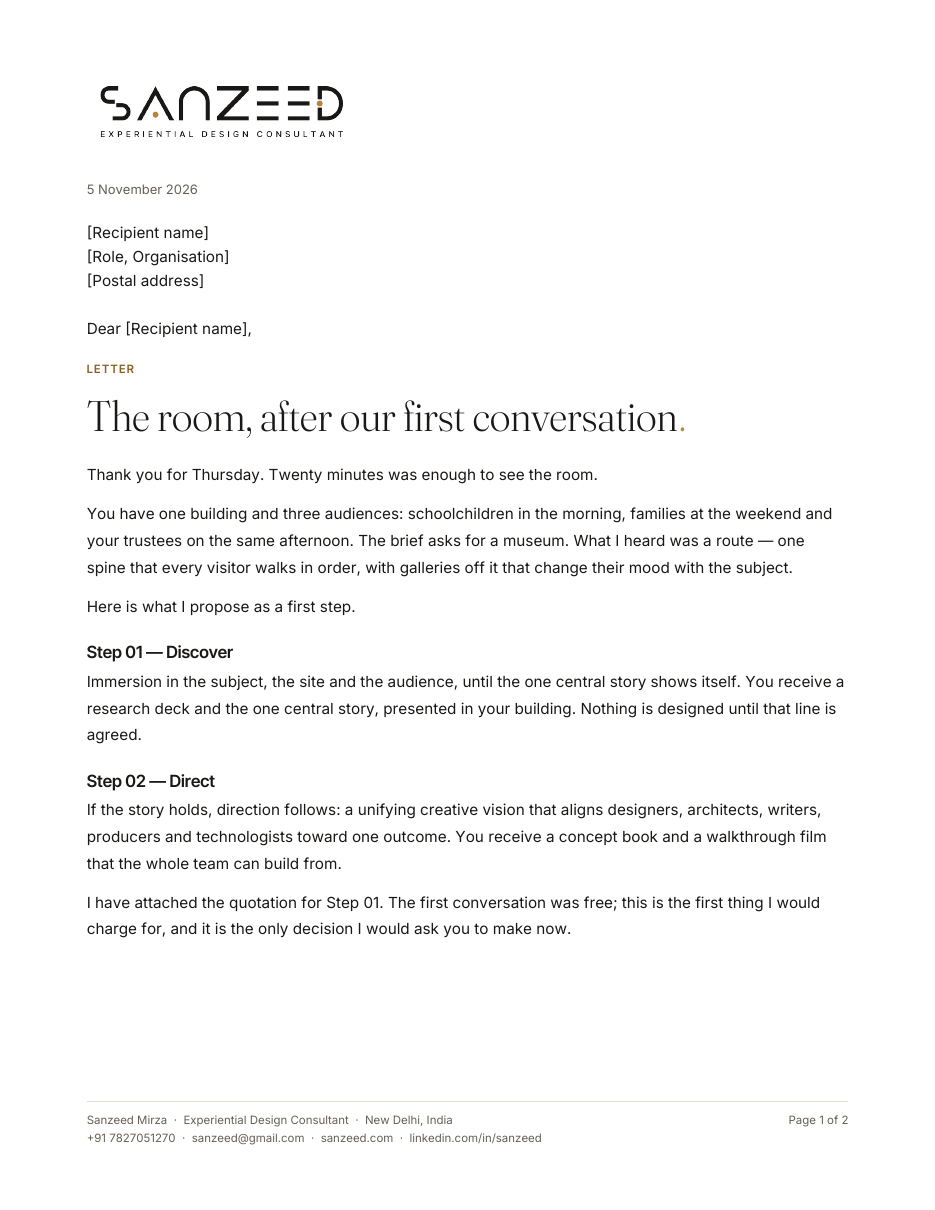 SANZEED
EXPERIENTIAL DESIGN CONSULTANT
5 November 2026
[Recipient name]
[Role, Organisation]
[Postal address]
Dear [Recipient name],
LETTER
The room, after our first conversation.
Thank you for Thursday. Twenty minutes was enough to see the room.
You have one building and three audiences: schoolchildren in the morning, families at the weekend and
your trustees on the same afternoon. The brief asks for a museum. What I heard was a route — one
spine that every visitor walks in order, with galleries off it that change their mood with the subject.
Here is what I propose as a first step.
Step 01 — Discover
Immersion in the subject, the site and the audience, until the one central story shows itself. You receive a
research deck and the one central story, presented in your building. Nothing is designed until that line is
agreed.
Step 02 — Direct
If the story holds, direction follows: a unifying creative vision that aligns designers, architects, writers,
producers and technologists toward one outcome. You receive a concept book and a walkthrough film
that the whole team can build from.
I have attached the quotation for Step 01. The first conversation was free; this is the first thing I would
charge for, and it is the only decision I would ask you to make now.
Sanzeed Mirza · Experiential Design Consultant · New Delhi, India
Page 1 of 2
+91 7827051270 · sanzeed@gmail.com · sanzeed.com · linkedin.com/in/sanzeed